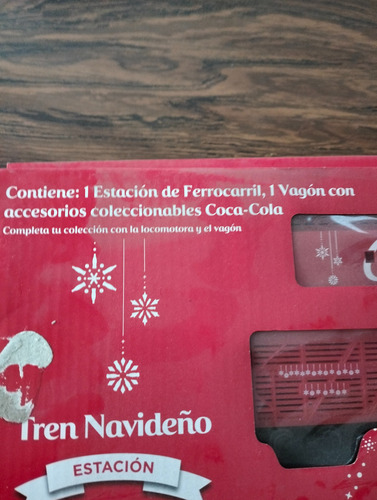 Contiene: 1 Estación de Ferrocarril, 1 Vagón con
accesorios coleccionables Coca-Cola
Completa tu colección con la locomotora y el vagón
Tren Navideño
ESTACIÓN